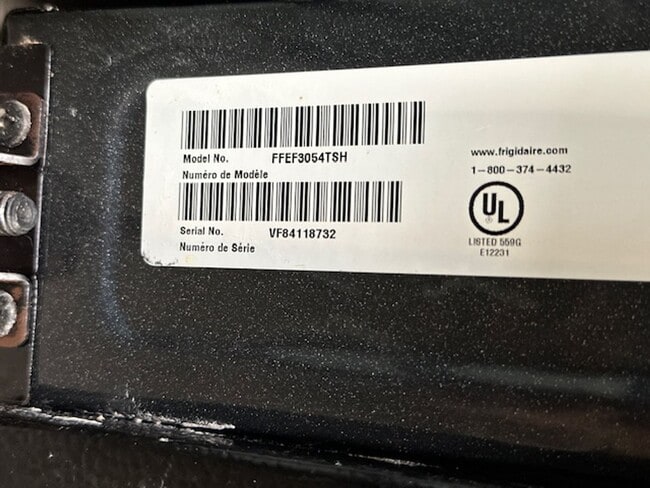 Model No. FFEF3054TSH
Numéro de Modèle
Serial No. VF84118732
Numéro de Série
www.frigidaire.com
1-800-374-4432
UL
®
LISTED 559G
E12231